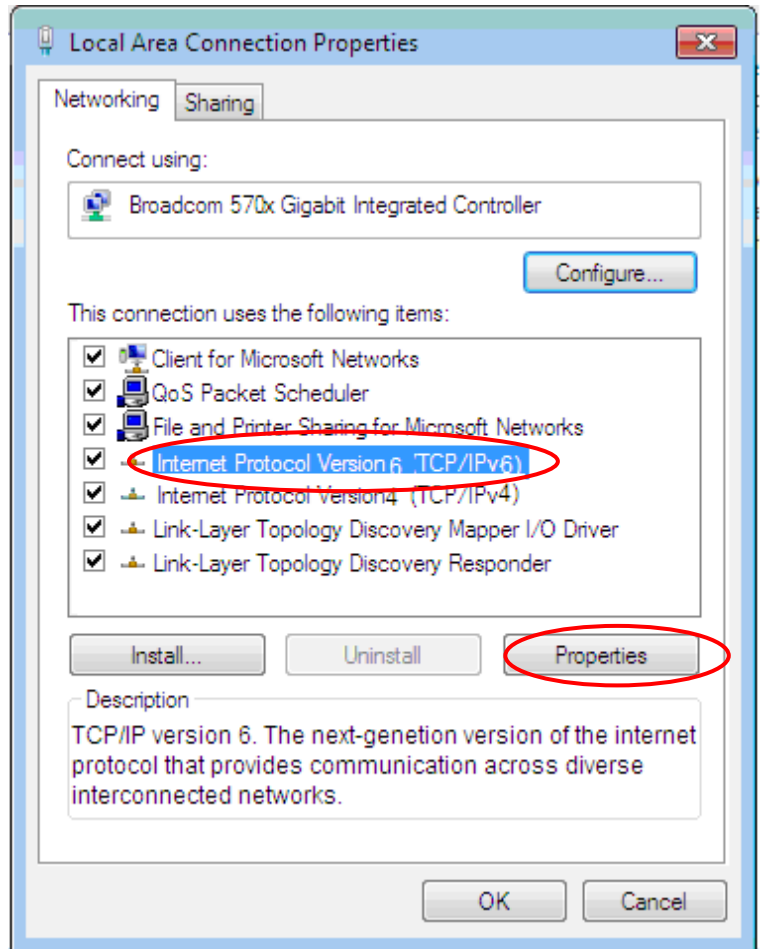 Local Area Connection Properties
Networking Sharing
Connect using:
Broadcom 570x Gigabit Integrated Controller
Configure...
This connection uses the following items:
Client for Microsoft Networks
QoS Packet Scheduler
File and Printer Sharing for Microsoft Networks
Internet Protocol Version 6 (TCP/IPv6)
Internet Protocol Version4 (TCP/IPv4)
Link-Layer Topology Discovery Mapper I/O Driver
Link-Layer Topology Discovery Responder
Install... Uninstall Properties
Description
TCP/IP version 6. The next-genetion version of the internet
protocol that provides communication across diverse
interconnected networks.
OK Cancel